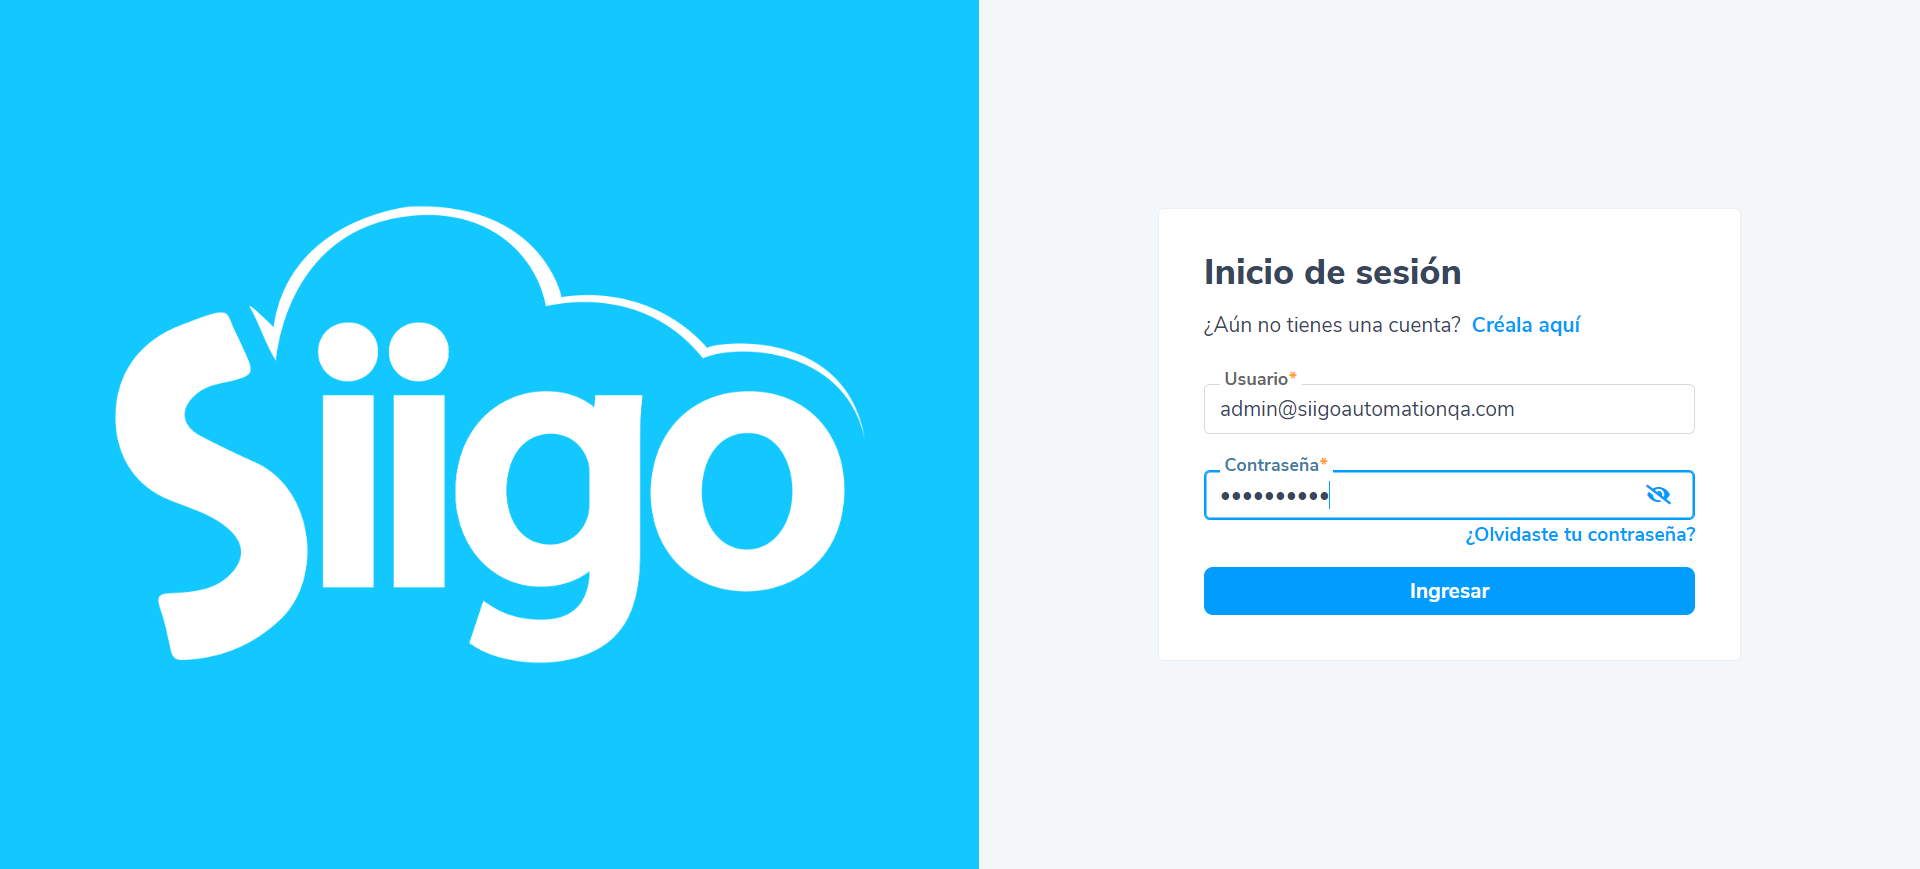 Siigo
Inicio de sesión
¿Aún no tienes una cuenta? Créala aquí
Usuario*
admin@siigoautomationqa.com
Contraseña*
••••••••••
¿Olvidaste tu contraseña?
Ingresar